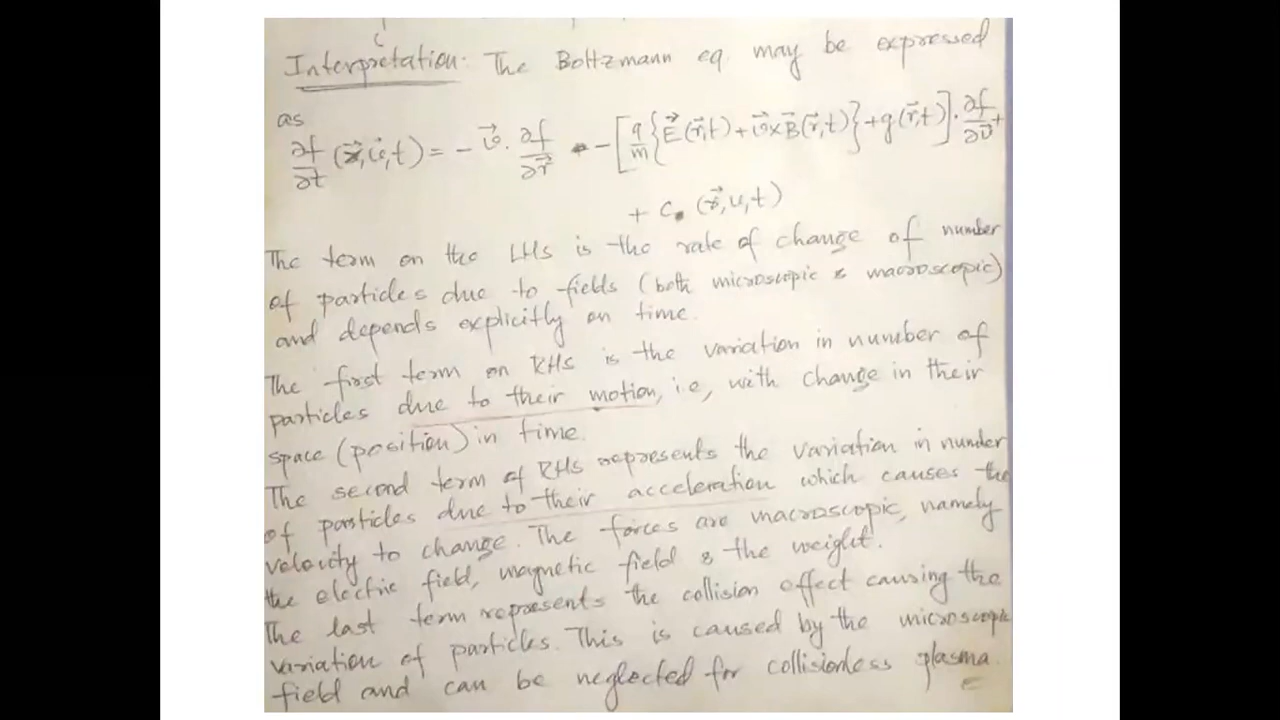 Interpretation: The Boltzmann eq. may be expressed
as
∂f/∂t (r⃗,v⃗,t) = - v⃗ . ∂f/∂r⃗ - [q/m {E⃗(r⃗,t) + v⃗×B⃗(r⃗,t)} + g(r⃗,t)] . ∂f/∂v⃗ +
+ C (r⃗,v,t)
The term on the LHS is the rate of change of number
of particles due to fields (both microscopic & macroscopic)
and depends explicitly on time.
The first term on RHS is the variation in number of
particles due to their motion, i.e, with change in their
space (position) in time.
The second term of RHS represents the variation in number
of particles due to their acceleration which causes the
velocity to change. The forces are macroscopic, namely
the electric field, magnetic field & the weight.
The last term represents the collision effect causing the
variation of particles. This is caused by the microscopic
field and can be neglected for collisionless plasma.